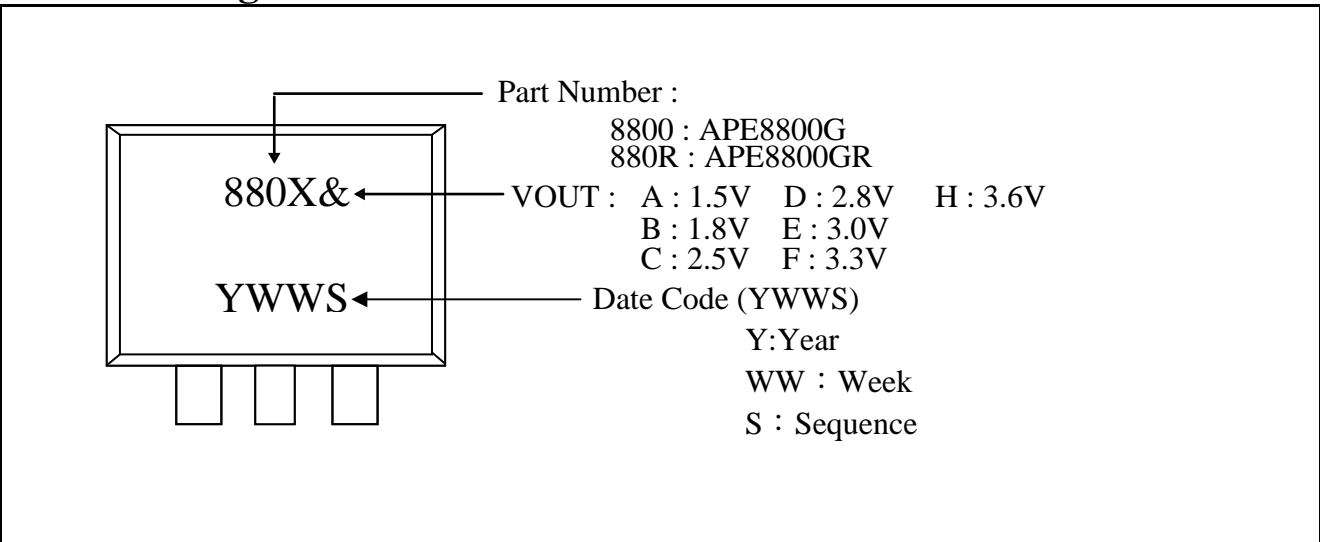 Part Number :
8800 : APE8800G
880R : APE8800GR
880X&
VOUT : A : 1.5V D : 2.8V H : 3.6V
B : 1.8V E : 3.0V
C : 2.5V F : 3.3V
YWWS
Date Code (YWWS)
Y:Year
WW：Week
S：Sequence